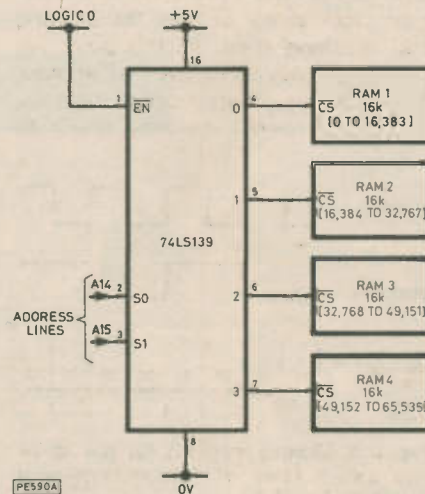 LOGIC 0
+5V
16
1
EN
0
4
CS
RAM 1
16k
[0 TO 16,383]
1
5
CS
RAM 2
16k
[16,384 TO 32,767]
74LS139
ADDRESS
LINES
A14
2
S0
A15
3
S1
2
6
CS
RAM 3
16k
[32,768 TO 49,151]
3
7
CS
RAM 4
16k
[49,152 TO 65,535]
8
0V
PE590A